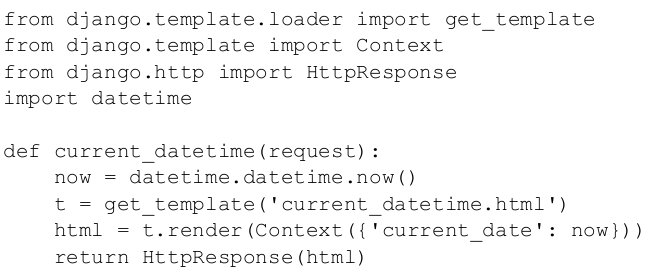 from django.template.loader import get_template
from django.template import Context
from django.http import HttpResponse
import datetime

def current_datetime(request):
    now = datetime.datetime.now()
    t = get_template('current_datetime.html')
    html = t.render(Context({'current_date': now}))
    return HttpResponse(html)